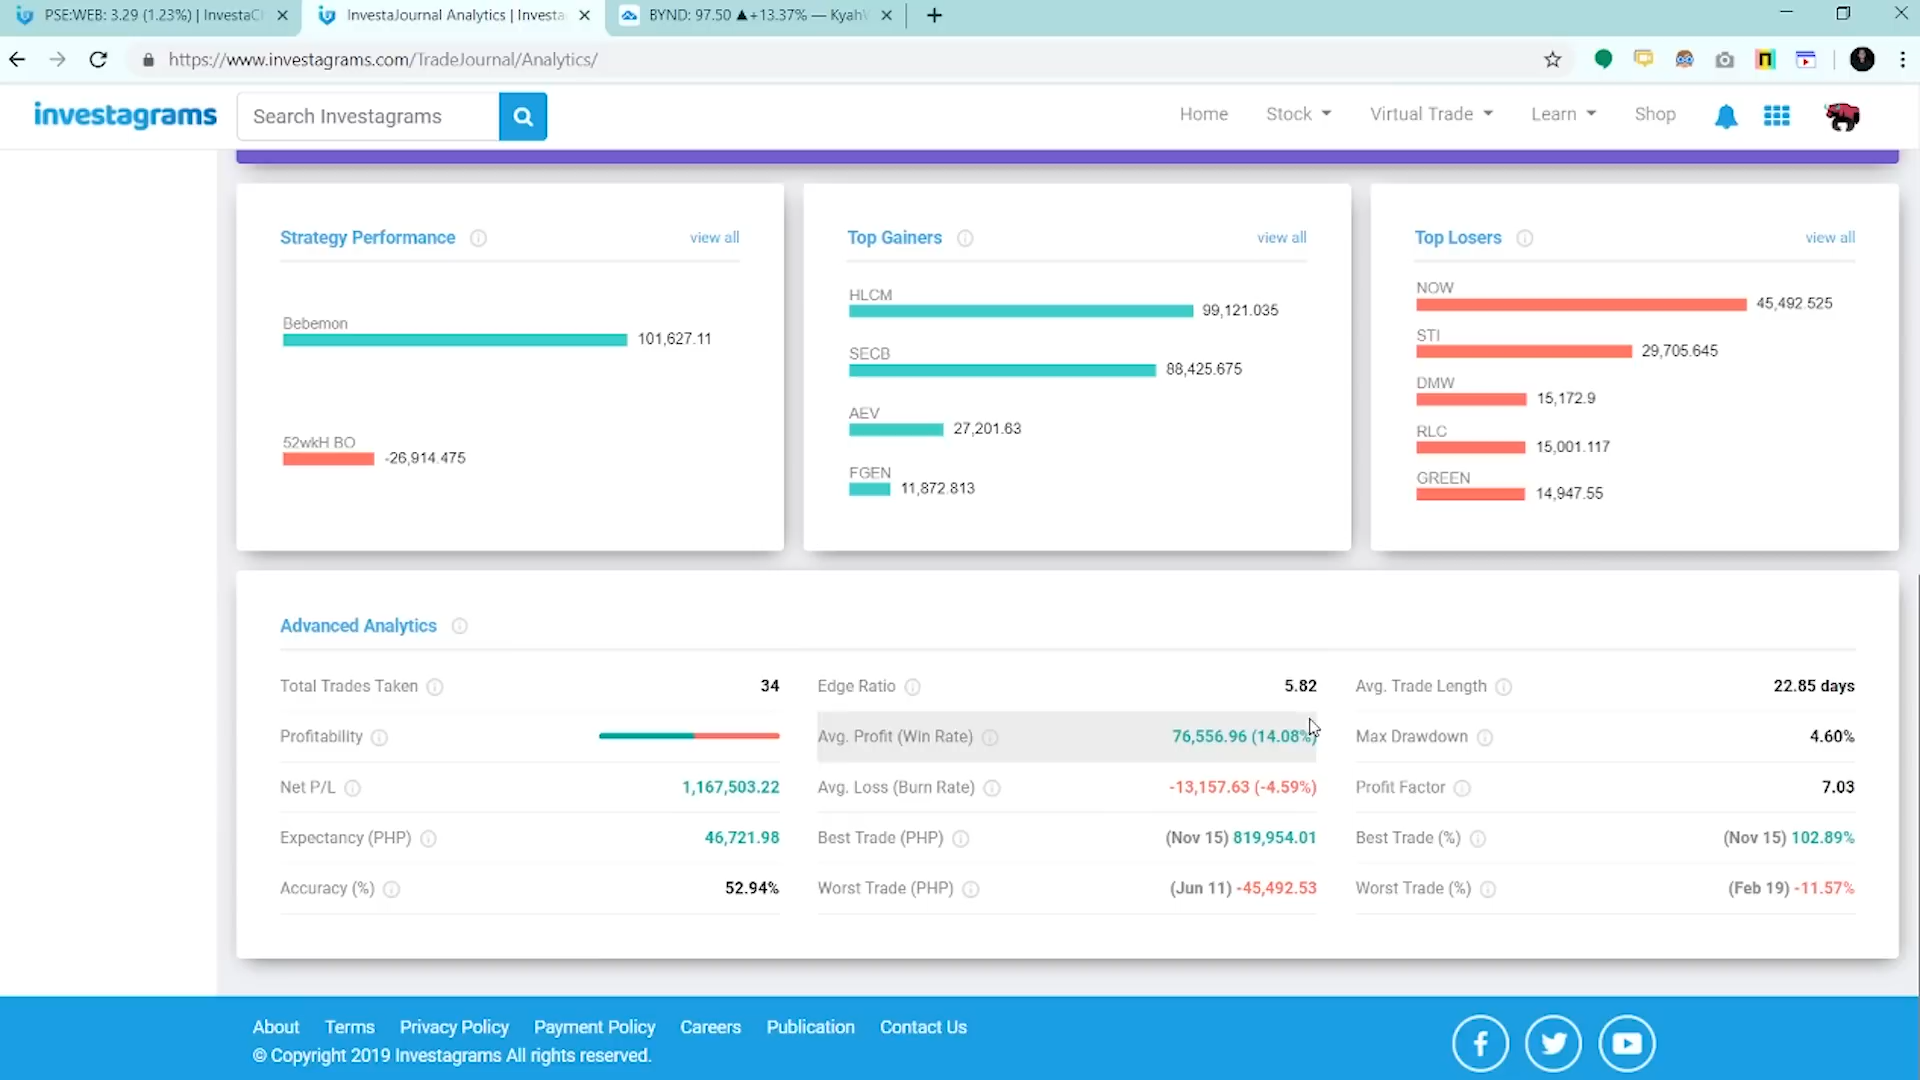 PSE:WEB: 3.29 (1.23%) | InvestaC
InvestaJournal Analytics | Investa
BYND: 97.50 ▲+13.37% — Kyah
https://www.investagrams.com/TradeJournal/Analytics/
investagrams
Search Investagrams
Home
Stock
Virtual Trade
Learn
Shop
Strategy Performance
view all
Bebemon
101,627.11
52wkH BO
-26,914.475
Top Gainers
view all
HLCM
99,121.035
SECB
88,425.675
AEV
27,201.63
FGEN
11,872.813
Top Losers
view all
NOW
45,492.525
STI
29,705.645
DMW
15,172.9
RLC
15,001.117
GREEN
14,947.55
Advanced Analytics
Total Trades Taken 34
Profitability
Net P/L 1,167,503.22
Expectancy (PHP) 46,721.98
Accuracy (%) 52.94%
Edge Ratio 5.82
Avg. Profit (Win Rate) 76,556.96 (14.08%)
Avg. Loss (Burn Rate) -13,157.63 (-4.59%)
Best Trade (PHP) (Nov 15) 819,954.01
Worst Trade (PHP) (Jun 11) -45,492.53
Avg. Trade Length 22.85 days
Max Drawdown 4.60%
Profit Factor 7.03
Best Trade (%) (Nov 15) 102.89%
Worst Trade (%) (Feb 19) -11.57%
About Terms Privacy Policy Payment Policy Careers Publication Contact Us
© Copyright 2019 Investagrams All rights reserved.